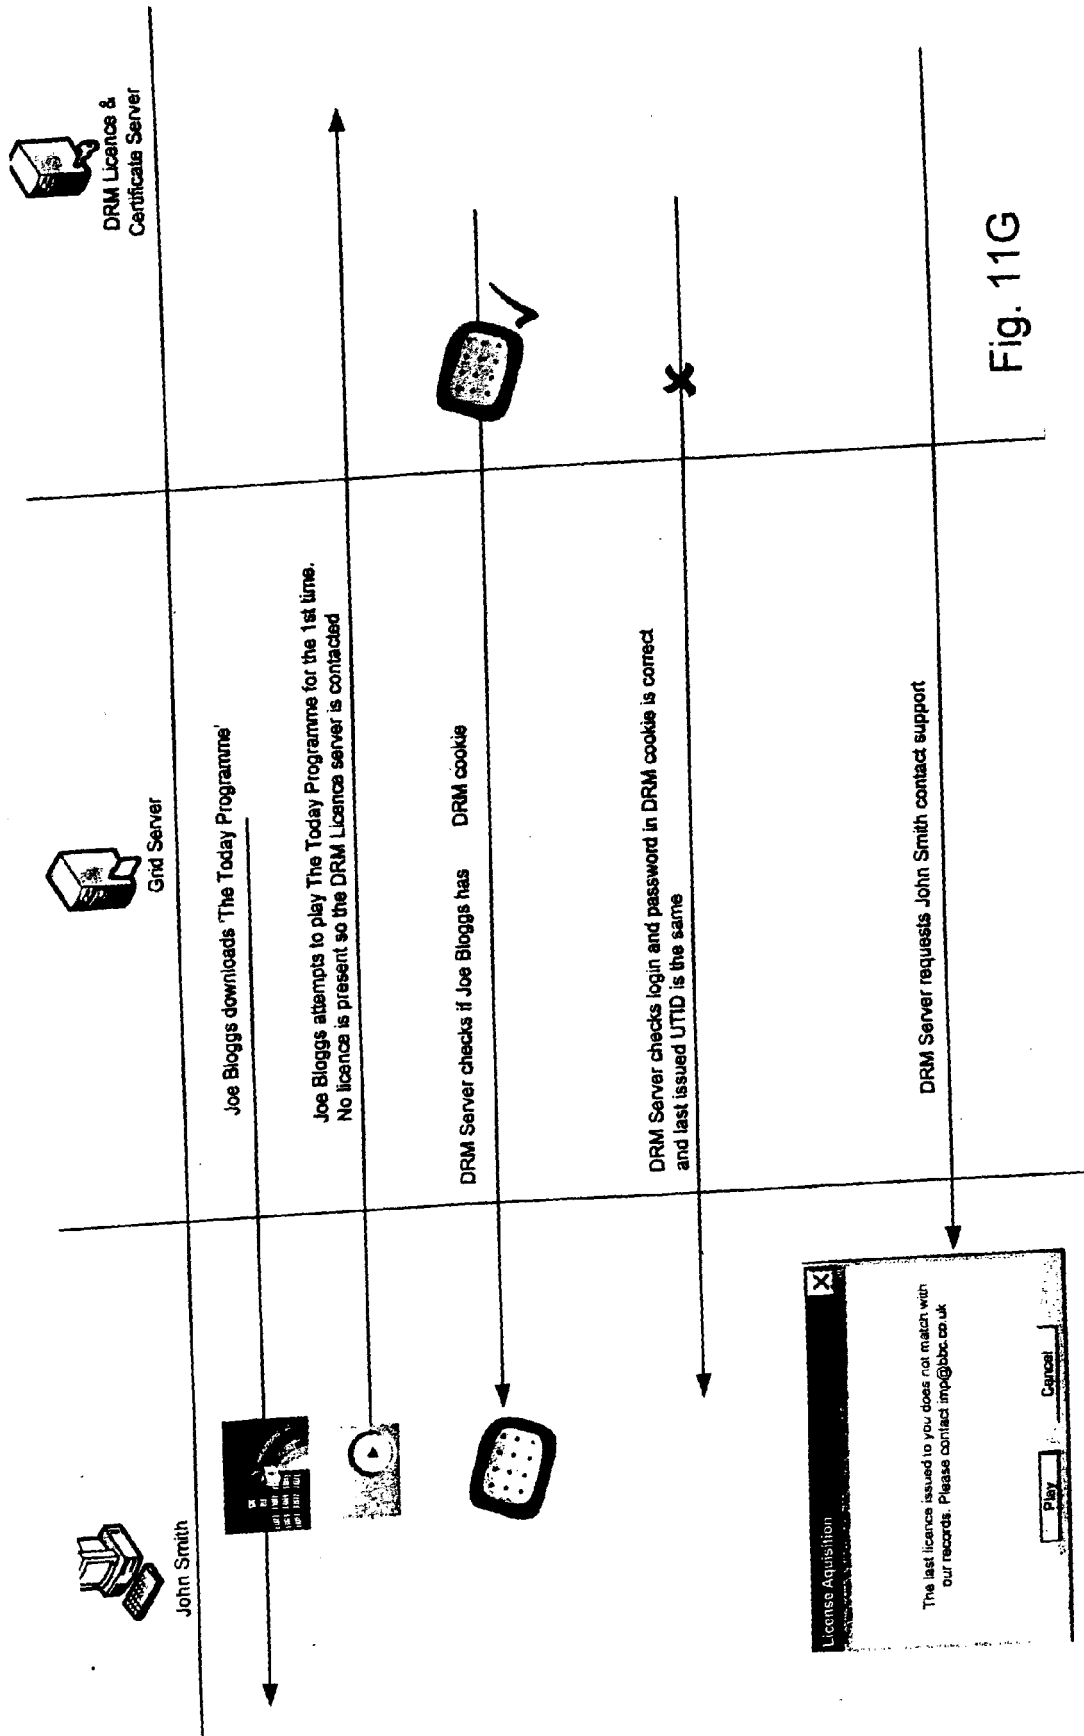 John Smith
Grid Server
DRM Licence &
Certificate Server
Joe Bloggs downloads 'The Today Programme'
Joe Bloggs attempts to play The Today Programme for the 1st time.
No licence is present so the DRM Licence server is contacted
DRM Server checks if Joe Bloggs has DRM cookie
DRM Server checks login and password in DRM cookie is correct
and last issued UTID is the same
DRM Server requests John Smith contact support
License Aquisition
The last licence issued to you does not match with
our records. Please contact imp@bbc.co.uk
Play
Cancel
Fig. 11G